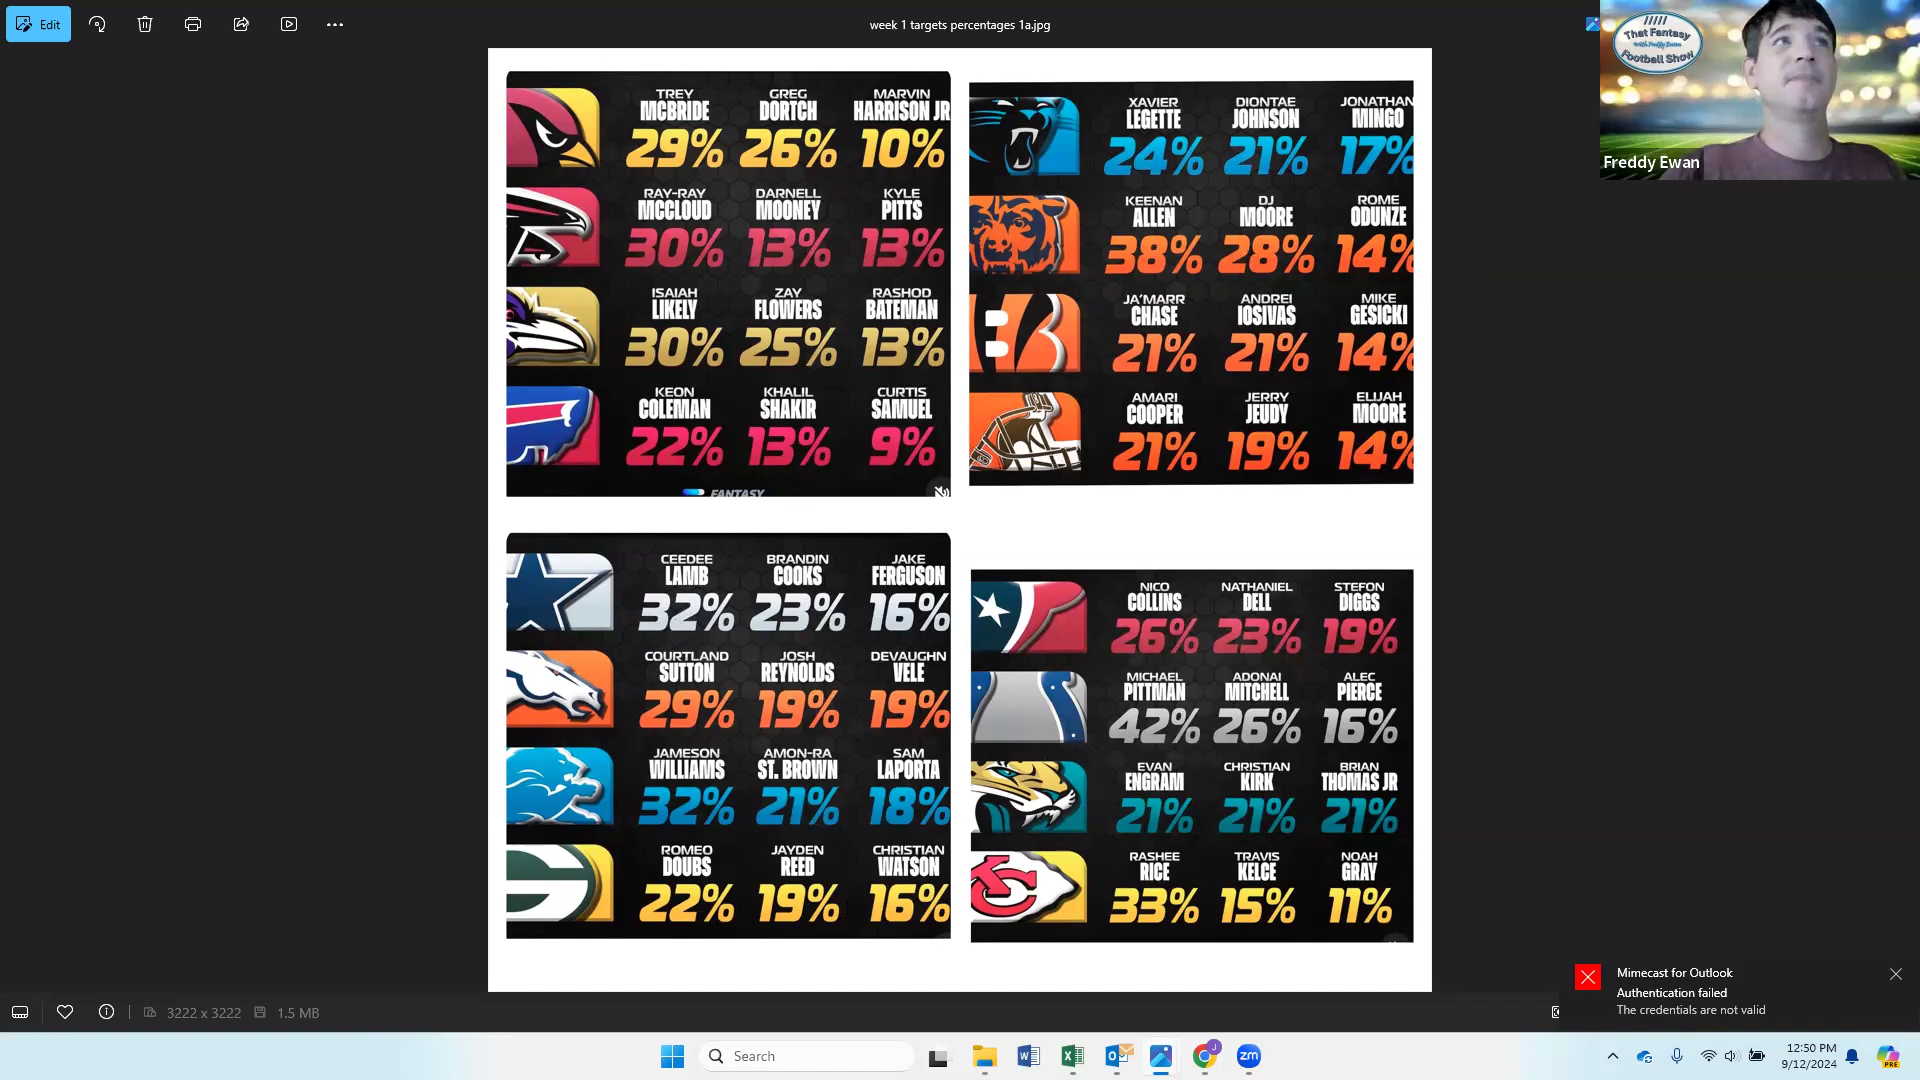 Edit
week 1 targets percentages 1a.jpg
That Fantasy
With Freddy Ewan
Football Show
Freddy Ewan
TREY GREG MARVIN
MCBRIDE DORTCH HARRISON JR
29% 26% 10%
RAY-RAY DARNELL KYLE
MCCLOUD MOONEY PITTS
30% 13% 13%
ISAIAH ZAY RASHOD
LIKELY FLOWERS BATEMAN
30% 25% 13%
KEON KHALIL CURTIS
COLEMAN SHAKIR SAMUEL
22% 13% 9%
FANTASY
XAVIER DIONTAE JONATHAN
LEGETTE JOHNSON MINGO
24% 21% 17%
KEENAN DJ ROME
ALLEN MOORE ODUNZE
38% 28% 14%
JA'MARR ANDREI MIKE
CHASE IOSIVAS GESICKI
21% 21% 14%
AMARI JERRY ELIJAH
COOPER JEUDY MOORE
21% 19% 14%
CEEDEE BRANDIN JAKE
LAMB COOKS FERGUSON
32% 23% 16%
COURTLAND JOSH DEVAUGHN
SUTTON REYNOLDS VELE
29% 19% 19%
JAMESON AMON-RA SAM
WILLIAMS ST. BROWN LAPORTA
32% 21% 18%
ROMEO JAYDEN CHRISTIAN
DOUBS REED WATSON
22% 19% 16%
NICO NATHANIEL STEFON
COLLINS DELL DIGGS
26% 23% 19%
MICHAEL ADONAI ALEC
PITTMAN MITCHELL PIERCE
42% 26% 16%
EVAN CHRISTIAN BRIAN
ENGRAM KIRK THOMAS JR
21% 21% 21%
RASHEE TRAVIS NOAH
RICE KELCE GRAY
33% 15% 11%
Mimecast for Outlook
Authentication failed
The credentials are not valid
3222 x 3222 1.5 MB
Search
zm
J
12:50 PM
9/12/2024
PRE